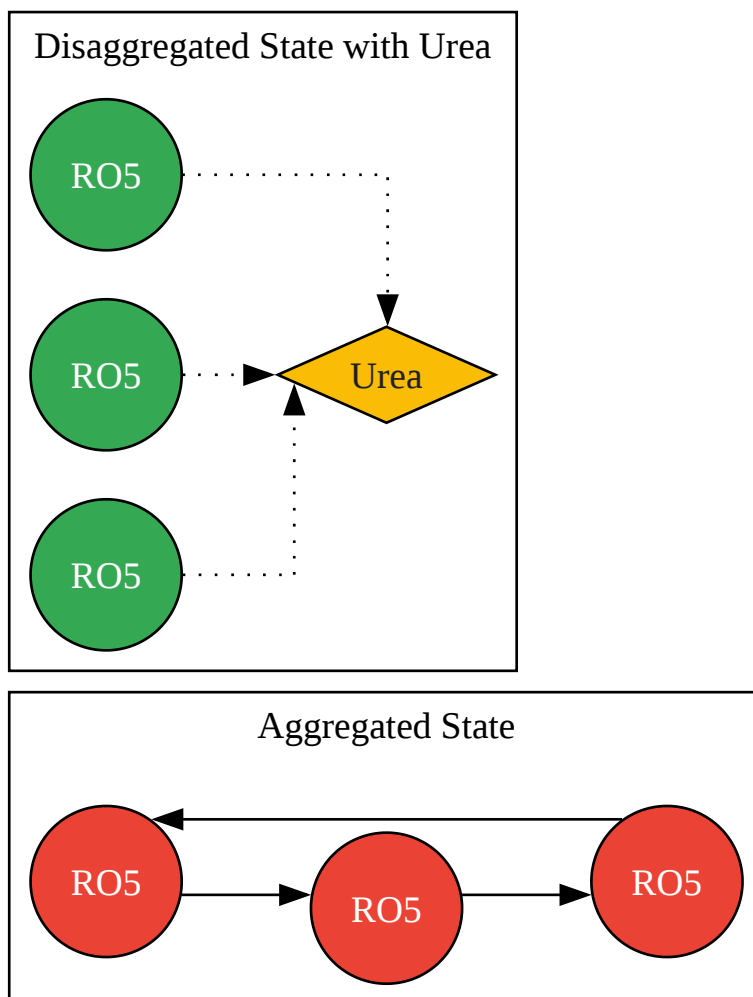 Disaggregated State with Urea
RO5
RO5
Urea
RO5
Aggregated State
RO5
RO5
RO5